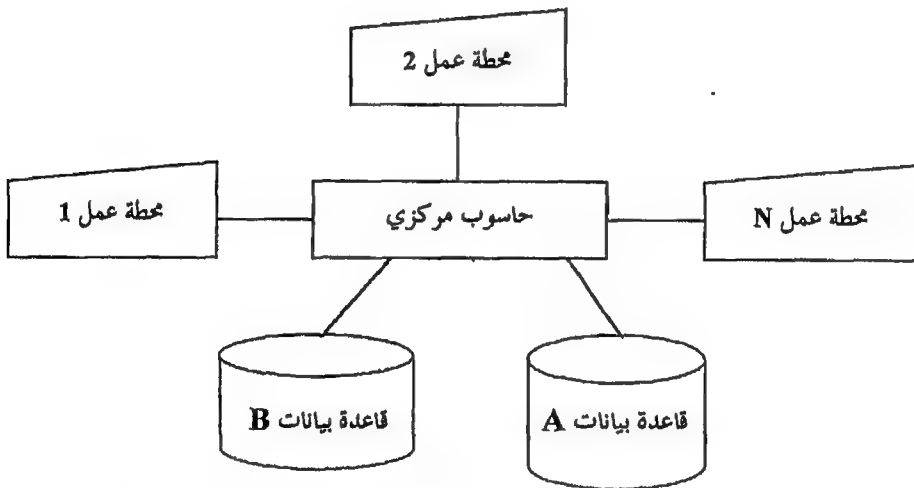 محطة عمل 2
محطة عمل 1
حاسوب مركزي
محطة عمل N
قاعدة بيانات B
قاعدة بيانات A